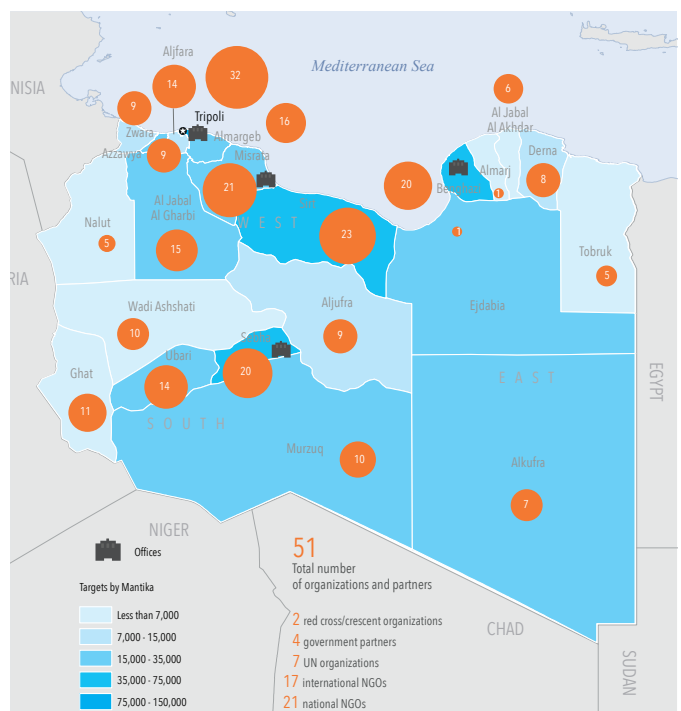 Aljfara
32
14
Mediterranean Sea
NISIA
9
6
Tripoli
16
Al Jabal
Al Akhdar
Zwara
Almargeb
Azzawya
9
Misrata
Derna
Almarj
8
20
21
1
Al Jabal
Al Gharbi
WEST
Nalut
23
1
5
15
Tobruk
5
RIA
Wadi Ashshati
Aljufra
Ejdabia
10
9
Ubari
Ghat
20
14
EAST
EGYPT
11
SOUTH
Murzuq
10
Alkufra
7
NIGER
Offices
51
Total number
of organizations and partners
Targets by Mantika
Less than 7,000
7,000 - 15,000
15,000 - 35,000
35,000 - 75,000
75,000 - 150,000
2 red cross/crescent organizations
4 government partners
7 UN organizations
17 international NGOs
21 national NGOs
CHAD
SUDAN